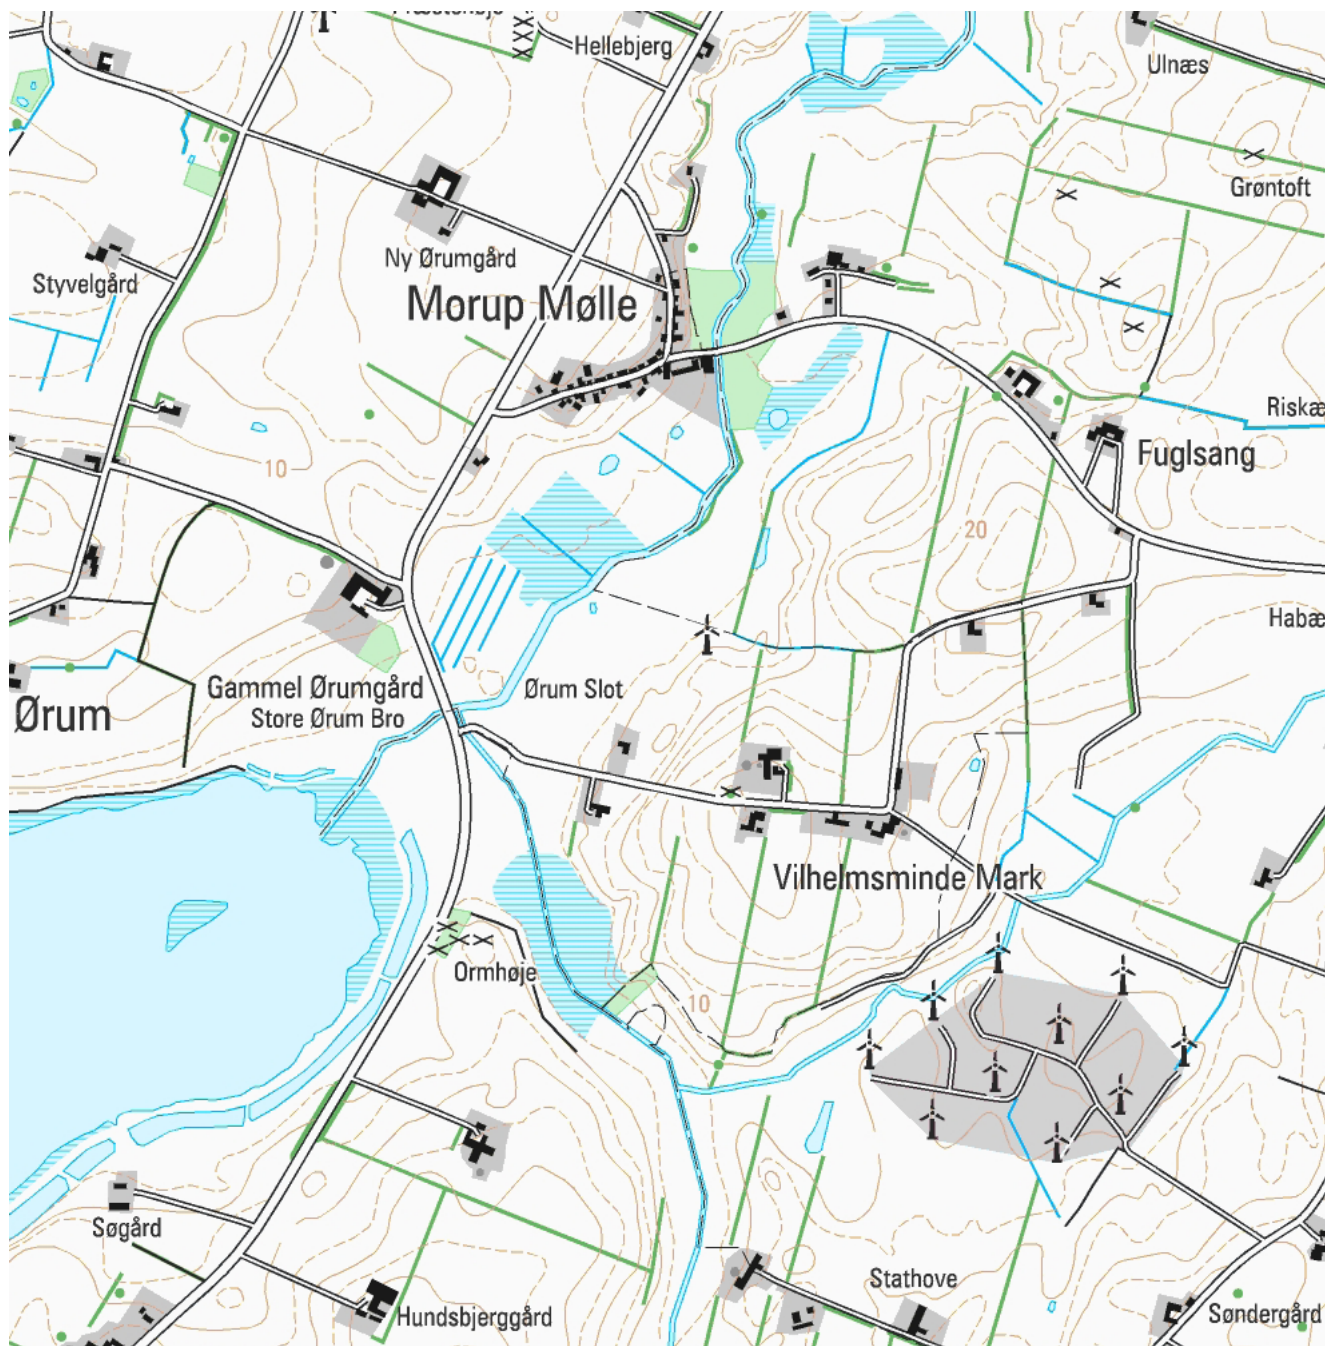 Hellebjerg
Ulnæs
Grøntoft
Ny Ørumgård
Styvelgård
Morup Mølle
Riskæ
Fuglsang
10
20
Habæ
Gammel Ørumgård
Store Ørum Bro
Ørum Slot
Ørum
Vilhelmsminde Mark
Ormhøje
10
Søgård
Stathove
Hundsbjerggård
Søndergård